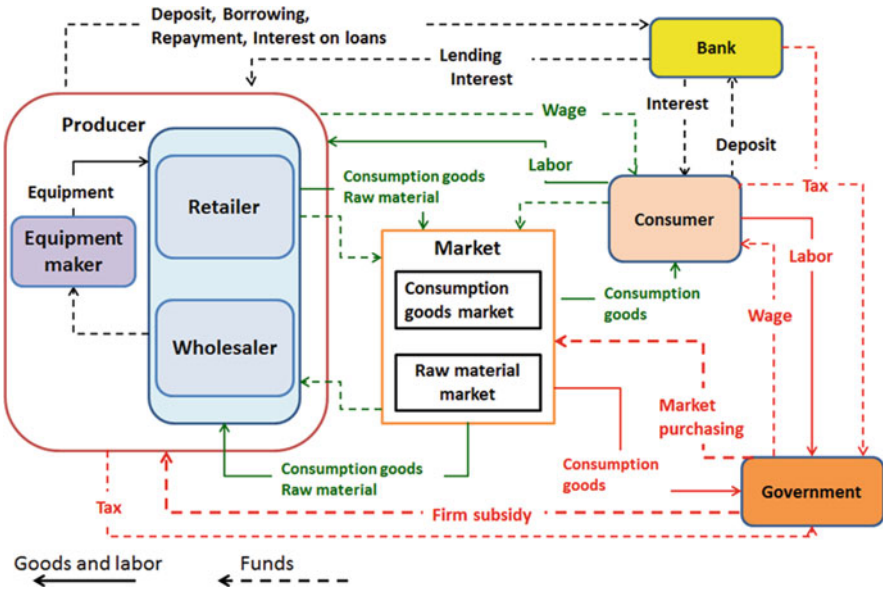 Deposit, Borrowing,
Repayment, Interest on loans
Bank
Lending
Interest
Producer
Wage
Interest
Deposit
Labor
Tax
Equipment
Retailer
Consumption goods
Raw material
Consumer
Equipment
maker
Market
Labor
Consumption
goods market
Consumption
goods
Wage
Wholesaler
Raw material
market
Market
purchasing
Consumption goods
Raw material
Consumption
goods
Government
Tax
Firm subsidy
Goods and labor
Funds